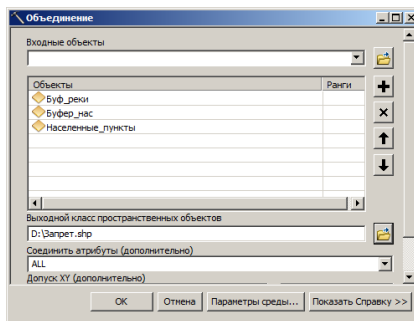 Объединение
Входные объекты
Объекты Ранги
Буф_реки
Буфер_нас
Населенные_пункты
Выходной класс пространственных объектов
D:\Запрет.shp
Соединить атрибуты (дополнительно)
ALL
Допуск XY (дополнительно)
ОК Отмена Параметры среды... Показать Справку >>